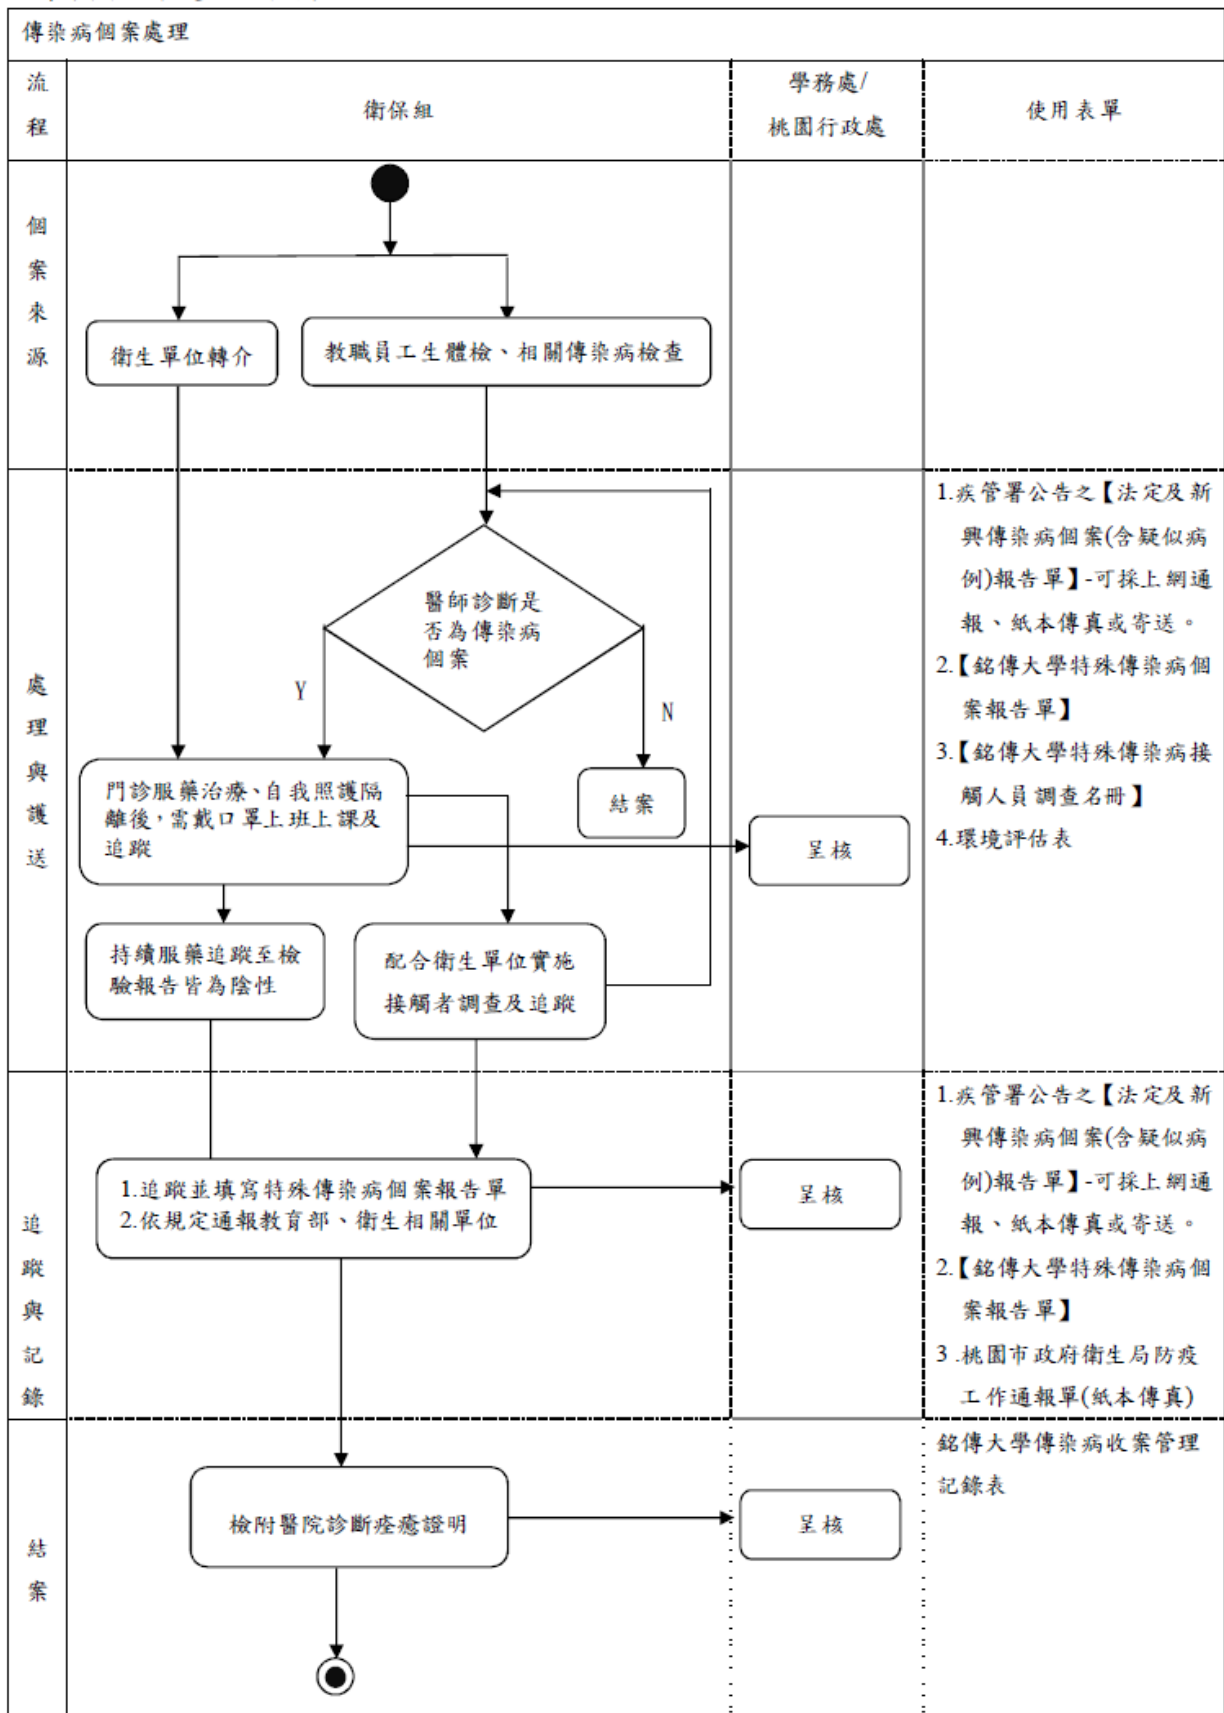 傳染病個案處理
流程
衛保組
學務處/
桃園行政處
使用表單
個案來源
衛生單位轉介
教職員工生體檢、相關傳染病檢查
處理與護送
醫師診斷是
否為傳染病
個案
Y
N
門診服藥治療、自我照護隔
離後，需戴口罩上班上課及
追蹤
結案
呈核
持續服藥追蹤至檢
驗報告皆為陰性
配合衛生單位實施
接觸者調查及追蹤
1.疾管署公告之【法定及新
興傳染病個案(含疑似病
例)報告單】-可採上網通
報、紙本傳真或寄送。
2.【銘傳大學特殊傳染病個
案報告單】
3.【銘傳大學特殊傳染病接
觸人員調查名冊】
4.環境評估表
追蹤與記錄
1.追蹤並填寫特殊傳染病個案報告單
2.依規定通報教育部、衛生相關單位
呈核
1.疾管署公告之【法定及新
興傳染病個案(含疑似病
例)報告單】-可採上網通
報、紙本傳真或寄送。
2.【銘傳大學特殊傳染病個
案報告單】
3.桃園市政府衛生局防疫
工作通報單(紙本傳真)
結案
檢附醫院診斷痊癒證明
呈核
銘傳大學傳染病收案管理
記錄表